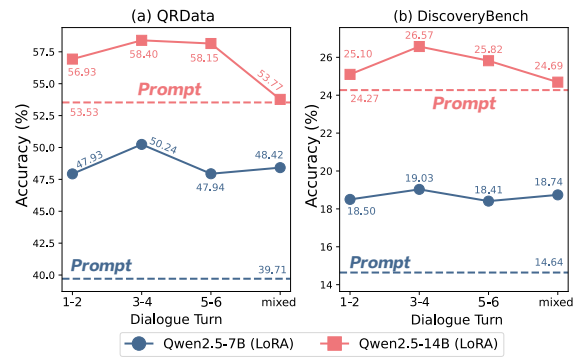 (a) QRData
Accuracy (%)
57.5
55.0
52.5
50.0
47.5
45.0
42.5
40.0
56.93
58.40
58.15
53.77
Prompt
53.53
47.93
50.24
47.94
48.42
Prompt
39.71
1-2
3-4
5-6
mixed
Dialogue Turn
(b) DiscoveryBench
Accuracy (%)
26
24
22
20
18
16
14
25.10
26.57
25.82
24.69
24.27
Prompt
18.50
19.03
18.41
18.74
Prompt
14.64
1-2
3-4
5-6
mixed
Dialogue Turn
Qwen2.5-7B (LoRA)
Qwen2.5-14B (LoRA)